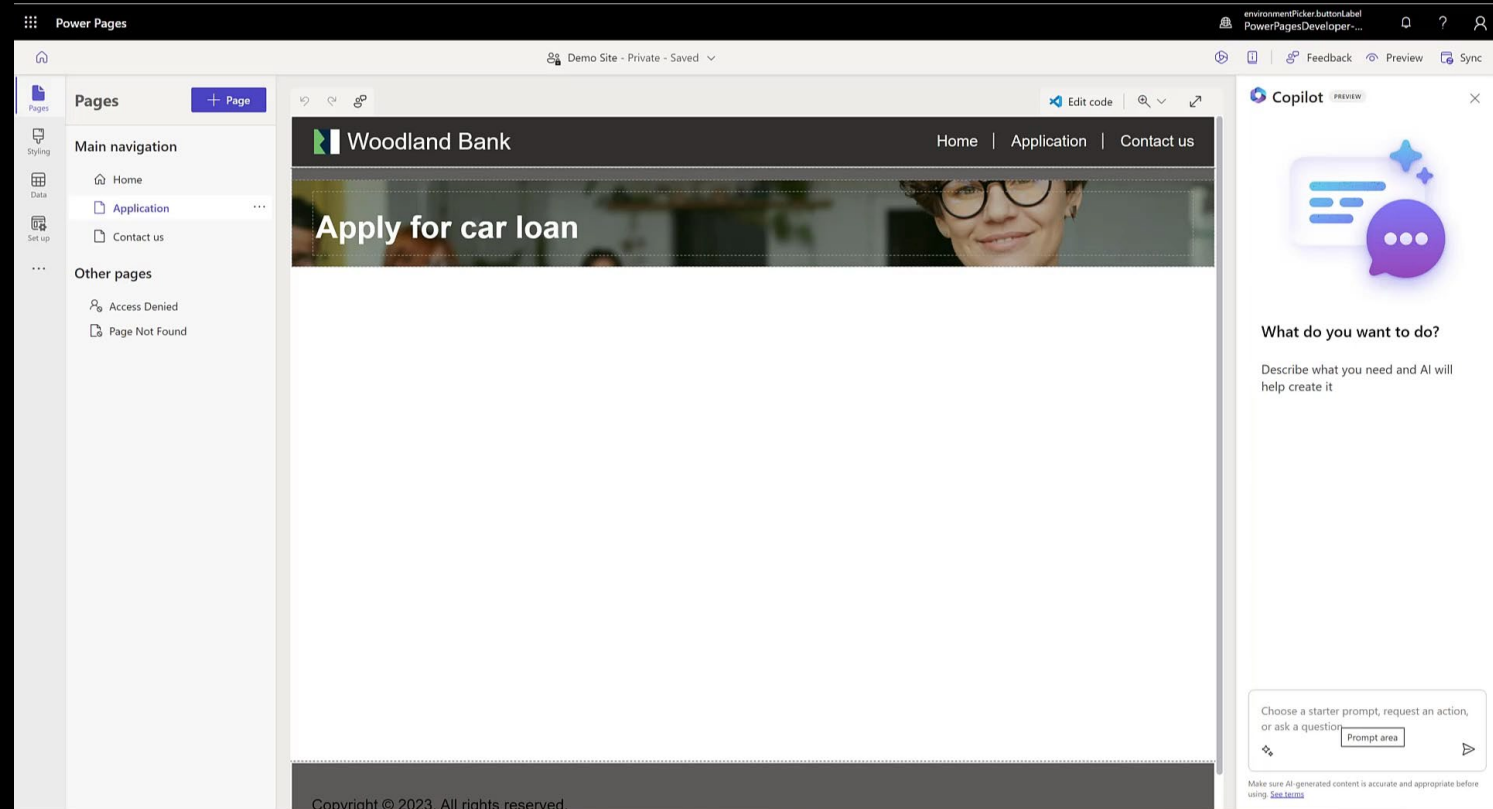 Power Pages
environmentPicker.buttonLabel
PowerPagesDeveloper-...
?
Demo Site - Private - Saved
Feedback
Preview
Sync
Pages
Styling
Data
Set up
Pages
+ Page
Main navigation
Home
Application
Contact us
Other pages
Access Denied
Page Not Found
Edit code
Woodland Bank
Home | Application | Contact us
Apply for car loan
Copyright © 2023. All rights reserved.
Copilot PREVIEW
What do you want to do?
Describe what you need and AI will
help create it
Choose a starter prompt, request an action,
or ask a question
Prompt area
Make sure AI-generated content is accurate and appropriate before
using. See terms